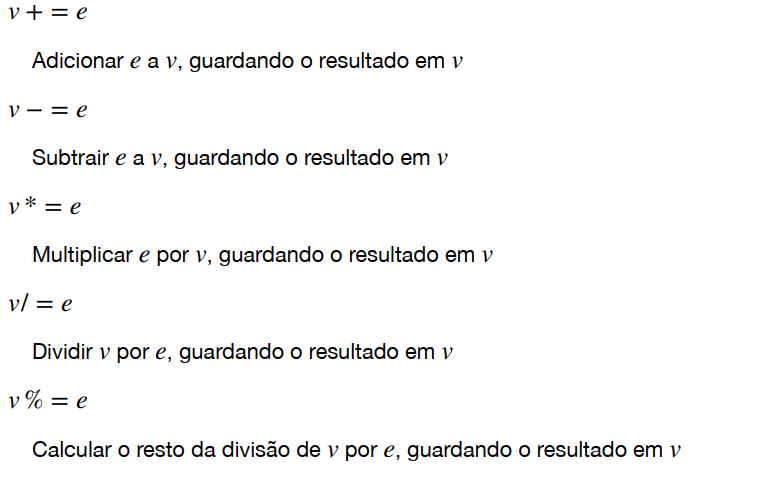 v += e
Adicionar e a v, guardando o resultado em v
v −= e
Subtrair e a v, guardando o resultado em v
v *= e
Multiplicar e por v, guardando o resultado em v
v/= e
Dividir v por e, guardando o resultado em v
v %= e
Calcular o resto da divisão de v por e, guardando o resultado em v